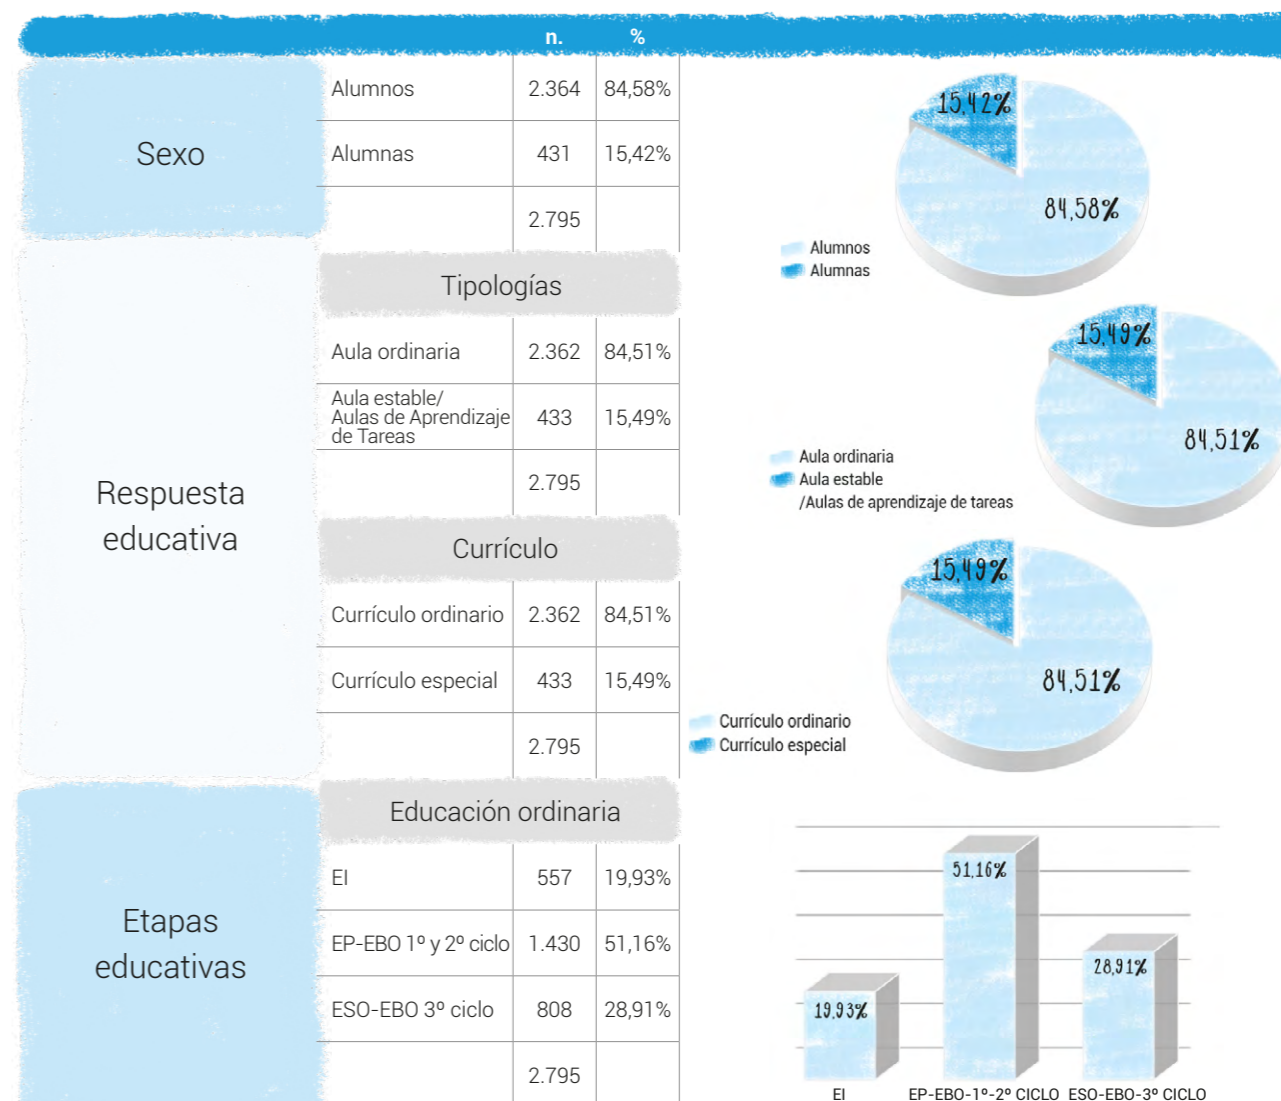 n. %
Sexo
Alumnos 2.364 84,58%
Alumnas 431 15,42%
2.795
15,42%
84,58%
Alumnos
Alumnas
Respuesta
educativa
Tipologías
Aula ordinaria 2.362 84,51%
Aula estable/
Aulas de Aprendizaje
de Tareas
433 15,49%
2.795
15,49%
84,51%
Aula ordinaria
Aula estable
/Aulas de aprendizaje de tareas
Currículo
Currículo ordinario 2.362 84,51%
Currículo especial 433 15,49%
2.795
15,49%
84,51%
Currículo ordinario
Currículo especial
Etapas
educativas
Educación ordinaria
EI 557 19,93%
EP-EBO 1º y 2º ciclo 1.430 51,16%
ESO-EBO 3º ciclo 808 28,91%
2.795
19,93%
51,16%
28,91%
EI EP-EBO-1º-2º CICLO ESO-EBO-3º CICLO